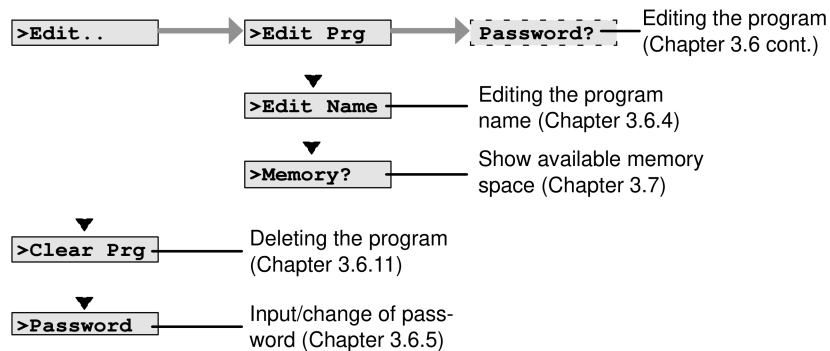 >Edit..
>Edit Prg
Password?
Editing the program
(Chapter 3.6 cont.)
>Edit Name
Editing the program
name (Chapter 3.6.4)
>Memory?
Show available memory
space (Chapter 3.7)
>Clear Prg
Deleting the program
(Chapter 3.6.11)
>Password
Input/change of pass-
word (Chapter 3.6.5)